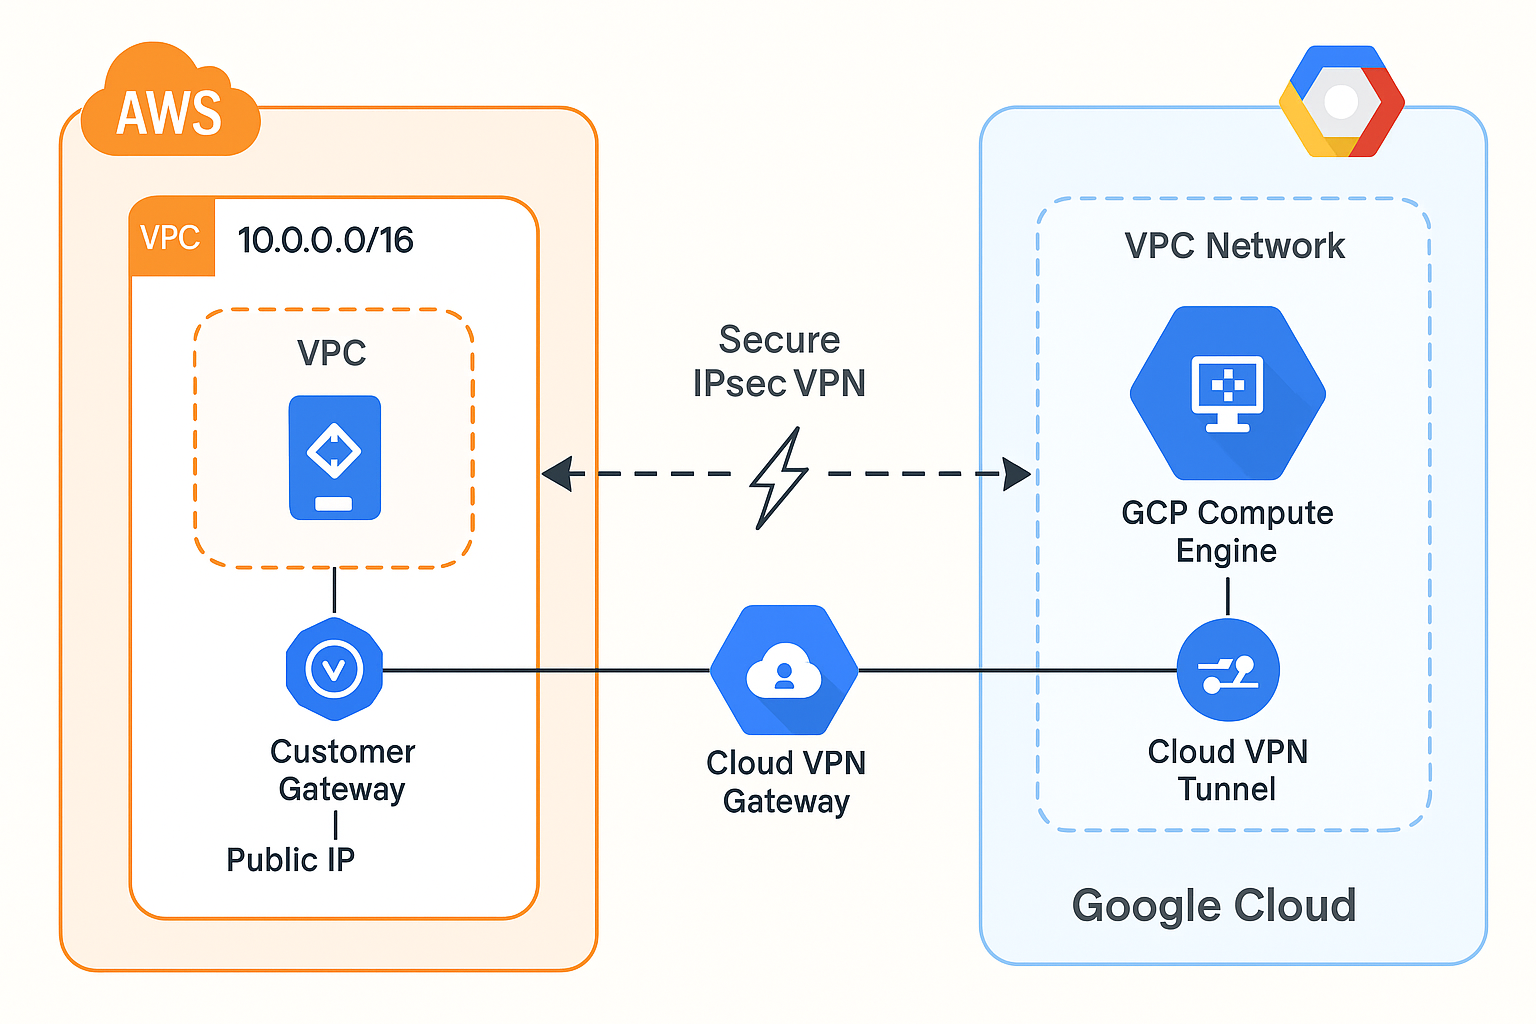 AWS
VPC
10.0.0.0/16
VPC
Customer
Gateway
Public IP
Secure
IPsec VPN
Cloud VPN
Gateway
VPC Network
GCP Compute
Engine
Cloud VPN
Tunnel
Google Cloud